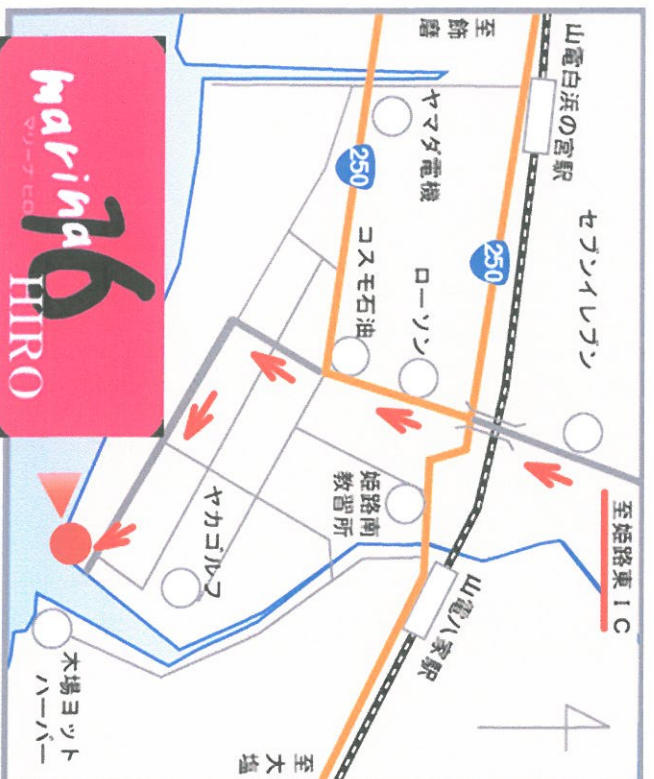 至
飾
磨
山電白浜の宮駅
セブンイレブン
ヤマダ電機
250
250
コスモ石油
ローソン
至姫路東IC
姫路南
教習所
山電八家駅
ヤカゴルフ
木場ヨット
ハーバー
至
大
塩
marina
マリーナ ヒロ
16
HIRO